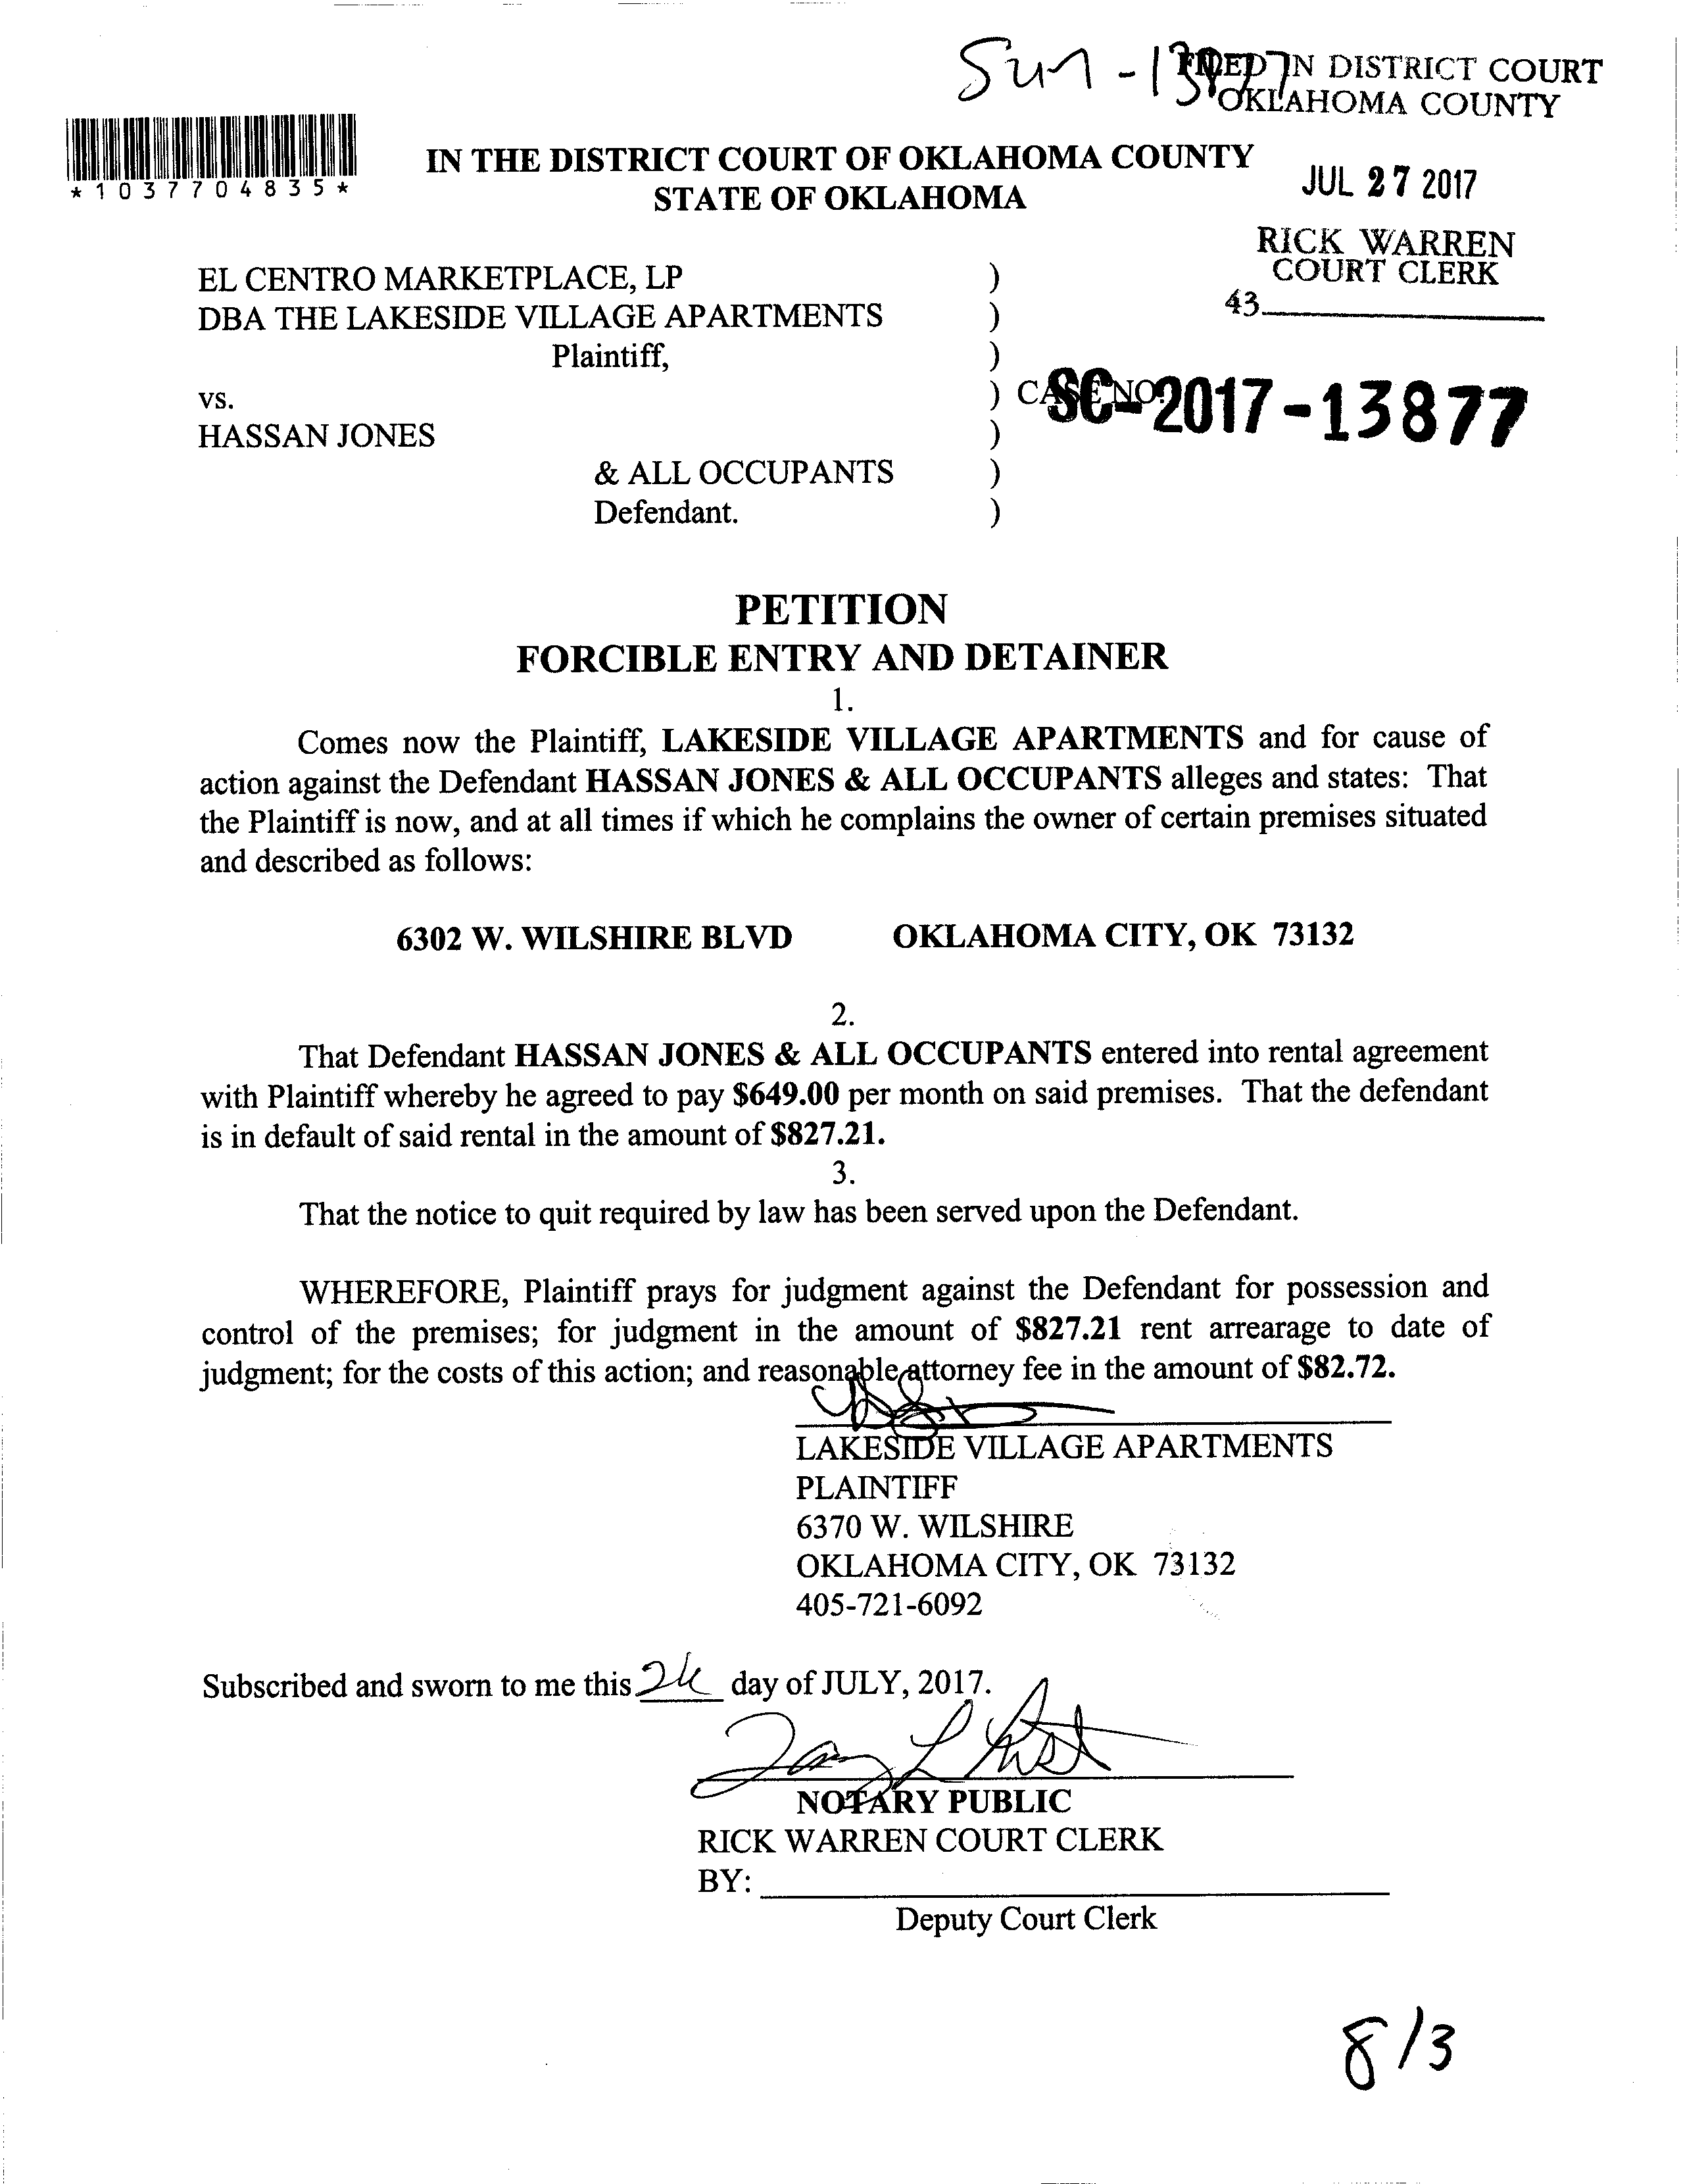 Sum-13877
FILED IN DISTRICT COURT
OKLAHOMA COUNTY
*1037704835*
IN THE DISTRICT COURT OF OKLAHOMA COUNTY
STATE OF OKLAHOMA
JUL 27 2017
RICK WARREN
COURT CLERK
43
EL CENTRO MARKETPLACE, LP )
DBA THE LAKESIDE VILLAGE APARTMENTS )
Plaintiff, )
vs. ) CASE NO. SC-2017-13877
HASSAN JONES )
& ALL OCCUPANTS )
Defendant. )
PETITION
FORCIBLE ENTRY AND DETAINER
1.
Comes now the Plaintiff, LAKESIDE VILLAGE APARTMENTS and for cause of
action against the Defendant HASSAN JONES & ALL OCCUPANTS alleges and states: That
the Plaintiff is now, and at all times if which he complains the owner of certain premises situated
and described as follows:
6302 W. WILSHIRE BLVD OKLAHOMA CITY, OK 73132
2.
That Defendant HASSAN JONES & ALL OCCUPANTS entered into rental agreement
with Plaintiff whereby he agreed to pay $649.00 per month on said premises. That the defendant
is in default of said rental in the amount of $827.21.
3.
That the notice to quit required by law has been served upon the Defendant.
WHEREFORE, Plaintiff prays for judgment against the Defendant for possession and
control of the premises; for judgment in the amount of $827.21 rent arrearage to date of
judgment; for the costs of this action; and reasonable attorney fee in the amount of $82.72.
LAKESIDE VILLAGE APARTMENTS
PLAINTIFF
6370 W. WILSHIRE
OKLAHOMA CITY, OK 73132
405-721-6092
Subscribed and sworn to me this day of JULY, 2017.
NOTARY PUBLIC
RICK WARREN COURT CLERK
BY:
Deputy Court Clerk
8/3